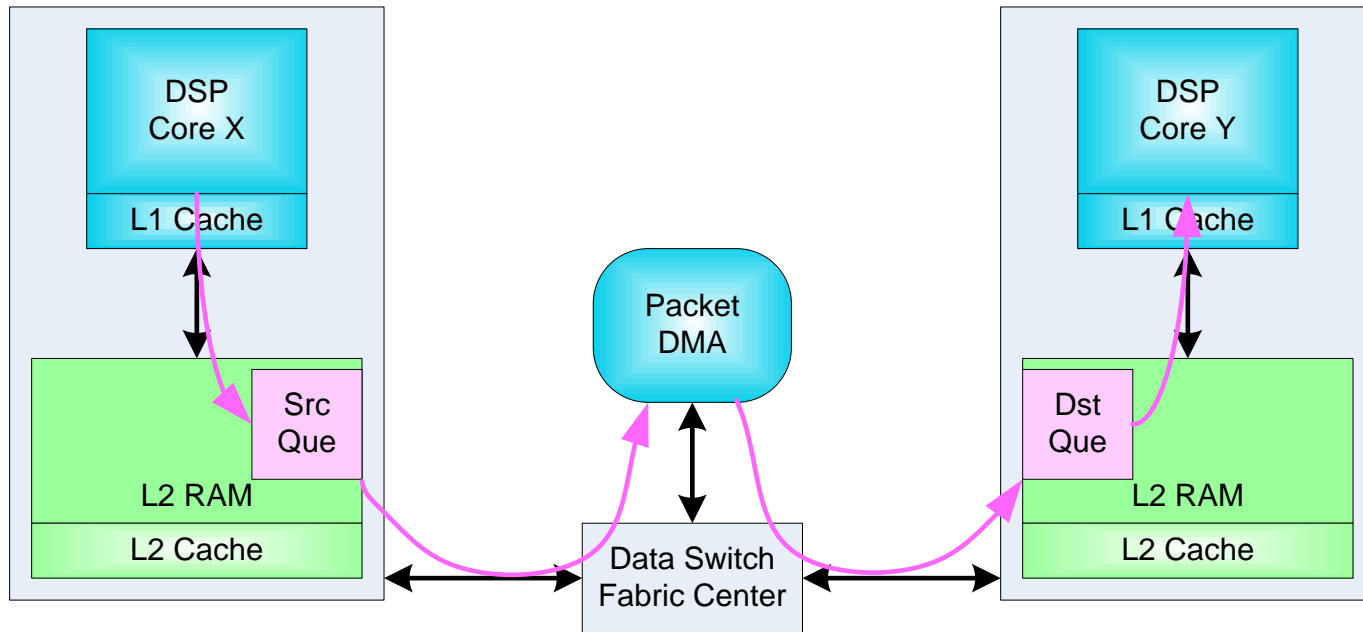 DSP
Core X
L1 Cache
Src
Que
L2 RAM
L2 Cache
Packet
DMA
Data Switch
Fabric Center
DSP
Core Y
L1 Cache
Dst
Que
L2 RAM
L2 Cache